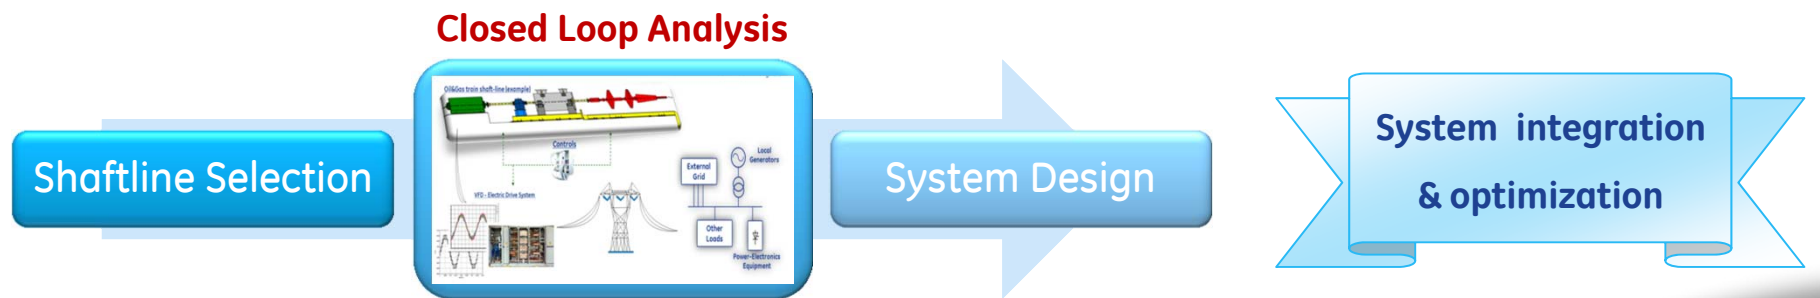 Closed Loop Analysis
Shaftline Selection
Oil&Gas train shaft-line (example)
Controls
VFD - Electric Drive System
External
Grid
Local
Generators
Other
Loads
Power-Electronics
Equipment
System Design
System integration
& optimization